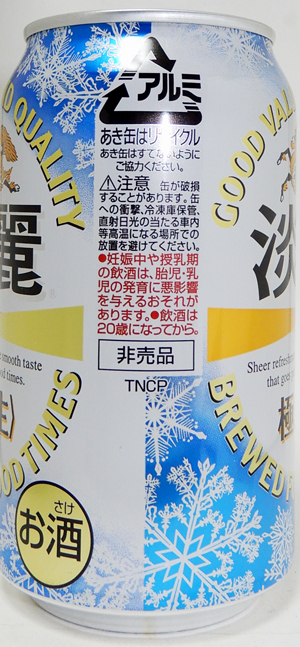 アルミ
あき缶はリサイクル
あき缶はすてないように
ご協力ください。
⚠注意 缶が破損
することがあります。缶
への衝撃、冷凍庫保管、
直射日光の当たる車内
等高温になる場所での
放置を避けてください。
●妊娠中や授乳期
の飲酒は、胎児・乳
児の発育に悪影響
を与えるおそれが
あります。●飲酒は
20歳になってから。
非売品
TNCP
QUALITY
麗
smooth taste
good times.
生〉
GOOD TIMES
さけ
お酒
GOOD VAL
淡
Sheer refresh
that goes
極
BREWED F